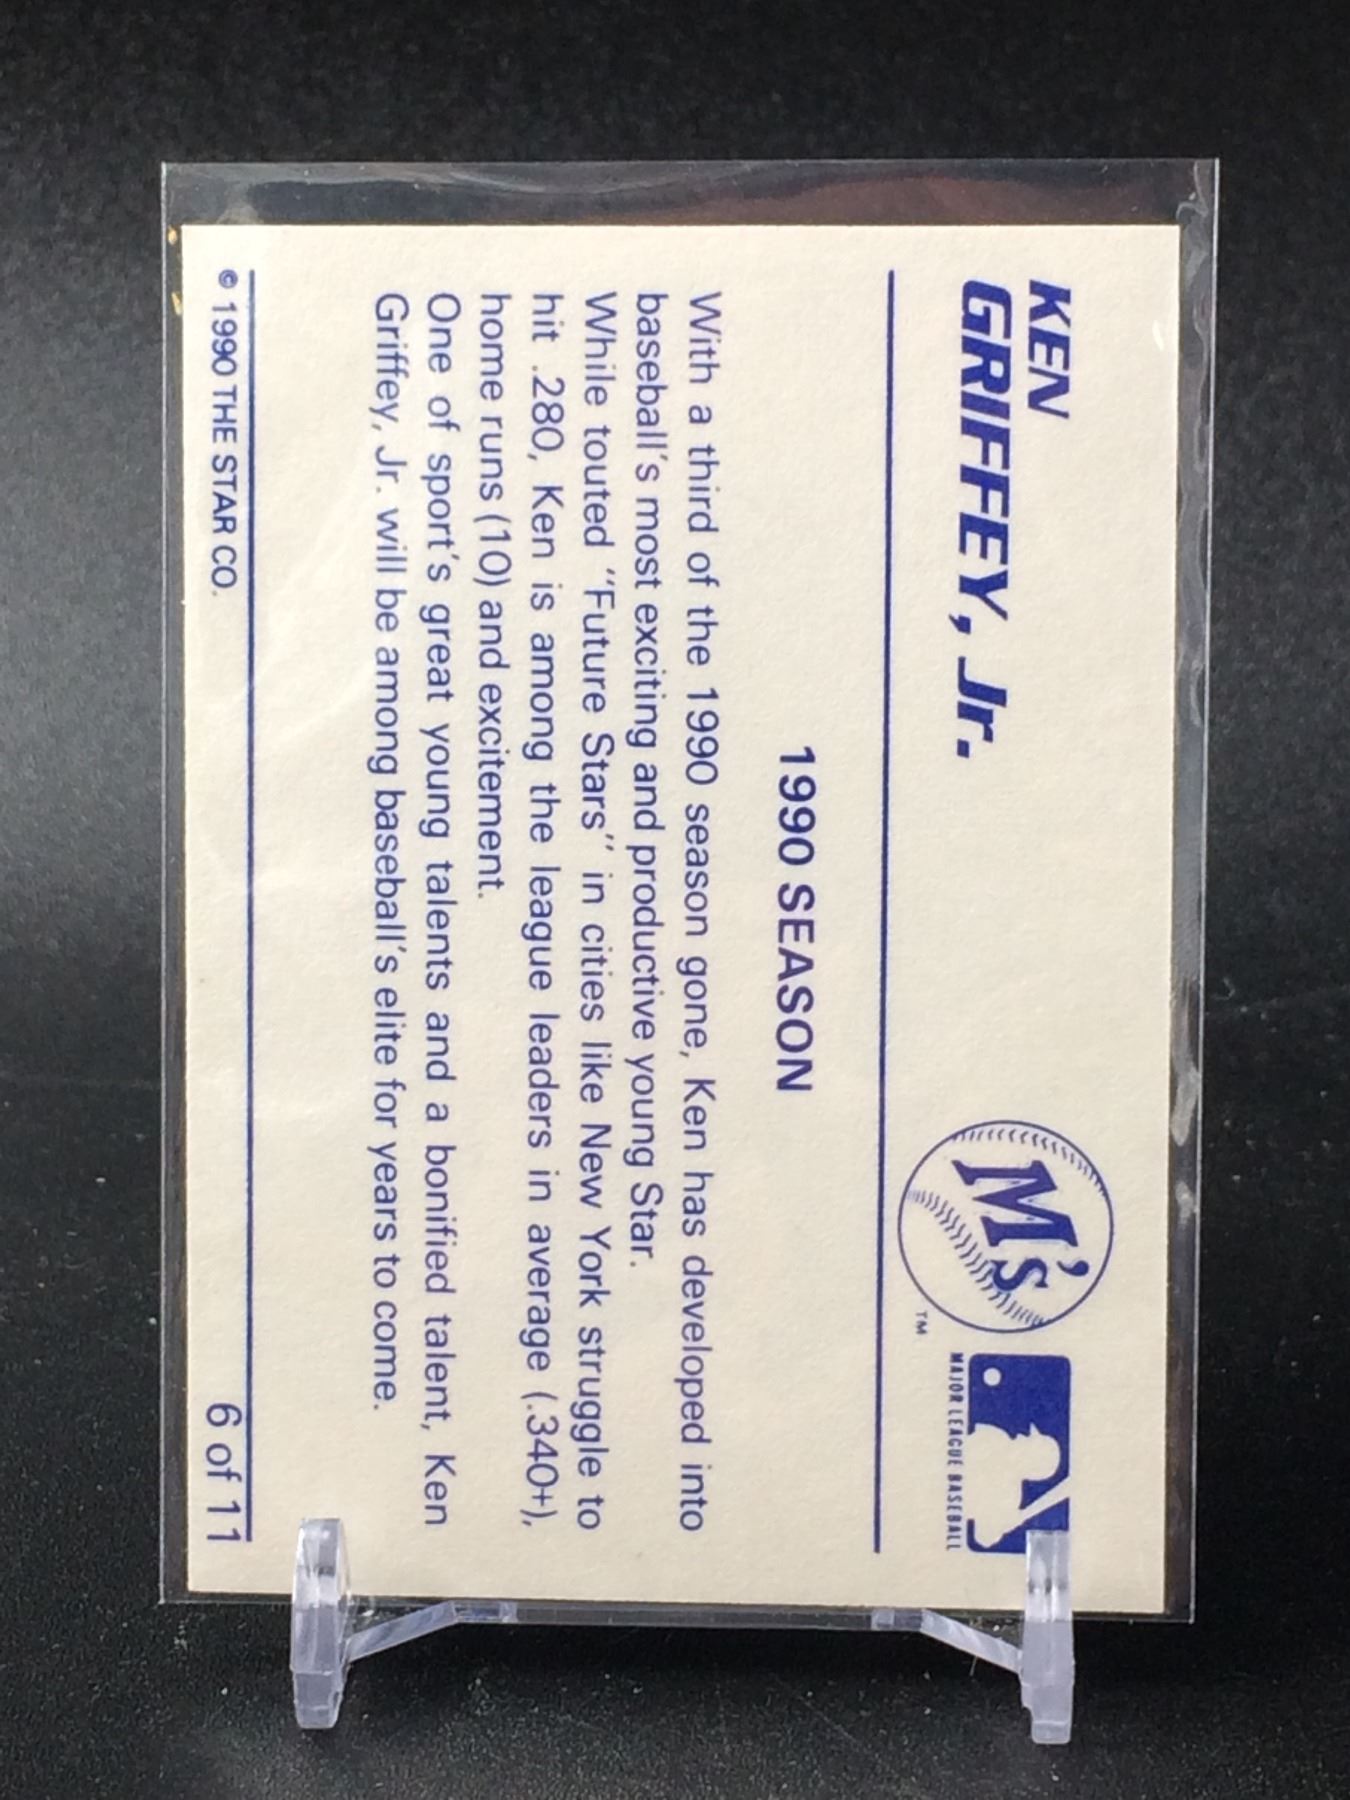 KEN
GRIFFEY, Jr.
M's
TM
MAJOR LEAGUE BASEBALL
1990 SEASON
With a third of the 1990 season gone, Ken has developed into
baseball's most exciting and productive young Star.
While touted "Future Stars" in cities like New York struggle to
hit .280, Ken is among the league leaders in average (.340+),
home runs (10) and excitement.
One of sport's great young talents and a bonified talent, Ken
Griffey, Jr. will be among baseball's elite for years to come.
© 1990 THE STAR CO.
6 of 11